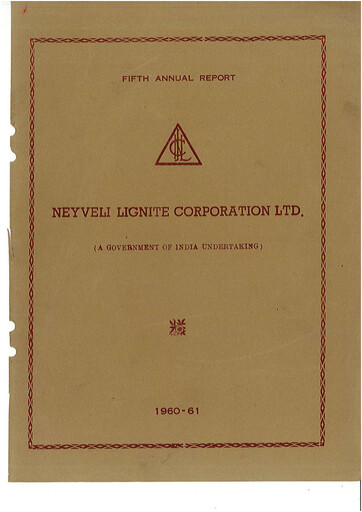 FIFTH ANNUAL REPORT
NEYVELI LIGNITE CORPORATION LTD.
(A GOVERNMENT OF INDIA UNDERTAKING)
1960-61